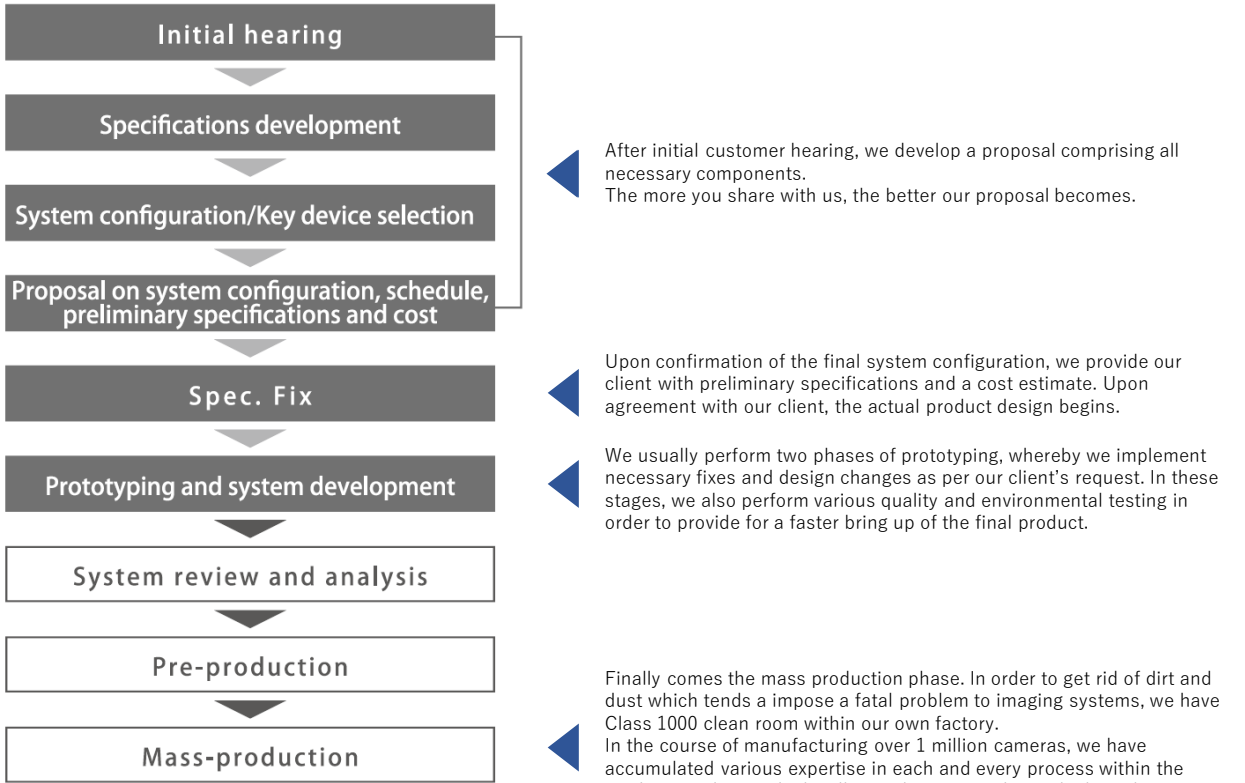 Initial hearing
Specifications development
System configuration/Key device selection
Proposal on system configuration, schedule,
preliminary specifications and cost
After initial customer hearing, we develop a proposal comprising all
necessary components.
The more you share with us, the better our proposal becomes.
Spec. Fix
Upon confirmation of the final system configuration, we provide our
client with preliminary specifications and a cost estimate. Upon
agreement with our client, the actual product design begins.
Prototyping and system development
We usually perform two phases of prototyping, whereby we implement
necessary fixes and design changes as per our client's request. In these
stages, we also perform various quality and environmental testing in
order to provide for a faster bring up of the final product.
System review and analysis
Pre-production
Mass-production
Finally comes the mass production phase. In order to get rid of dirt and
dust which tends a impose a fatal problem to imaging systems, we have
Class 1000 clean room within our own factory.
In the course of manufacturing over 1 million cameras, we have
accumulated various expertise in each and every process within the